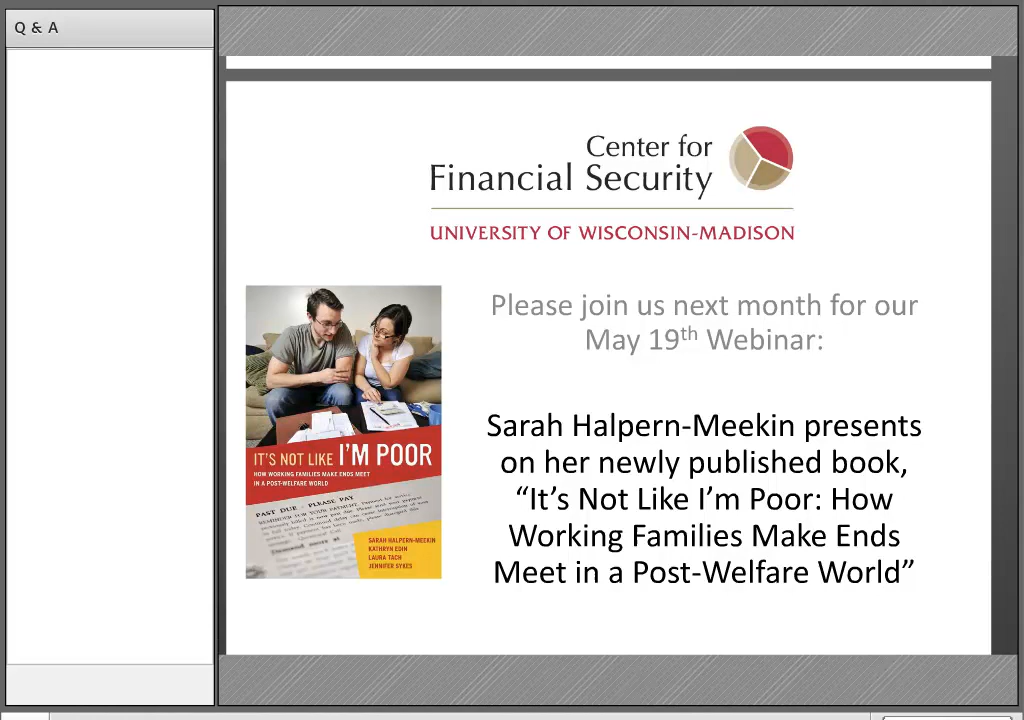 Q & A
Center for
Financial Security
UNIVERSITY OF WISCONSIN-MADISON
Please join us next month for our
May 19th Webinar:
Sarah Halpern-Meekin presents
on her newly published book,
“It’s Not Like I’m Poor: How
Working Families Make Ends
Meet in a Post-Welfare World”
IT'S NOT LIKE I'M POOR
HOW WORKING FAMILIES MAKE ENDS MEET
IN A POST-WELFARE WORLD
PAST DUE - PLEASE PAY
SARAH HALPERN-MEEKIN
KATHRYN EDIN
LAURA TACH
JENNIFER SYKES